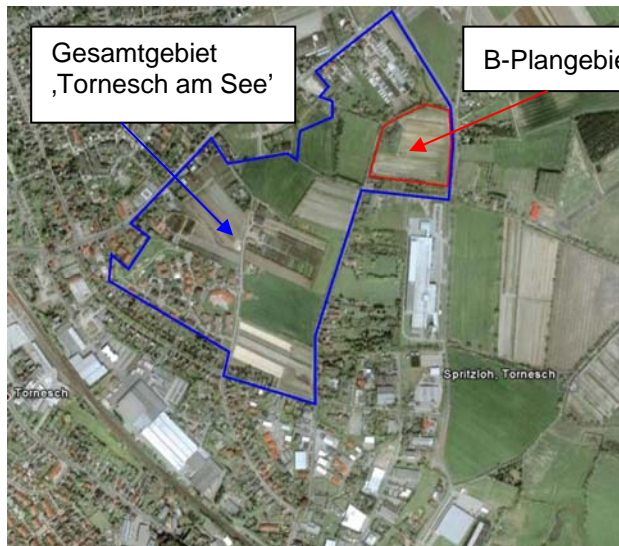 Gesamtgebiet
‚Tornesch am See’
B-Plangebie
Spritzloh, Tornesch
Tornesch